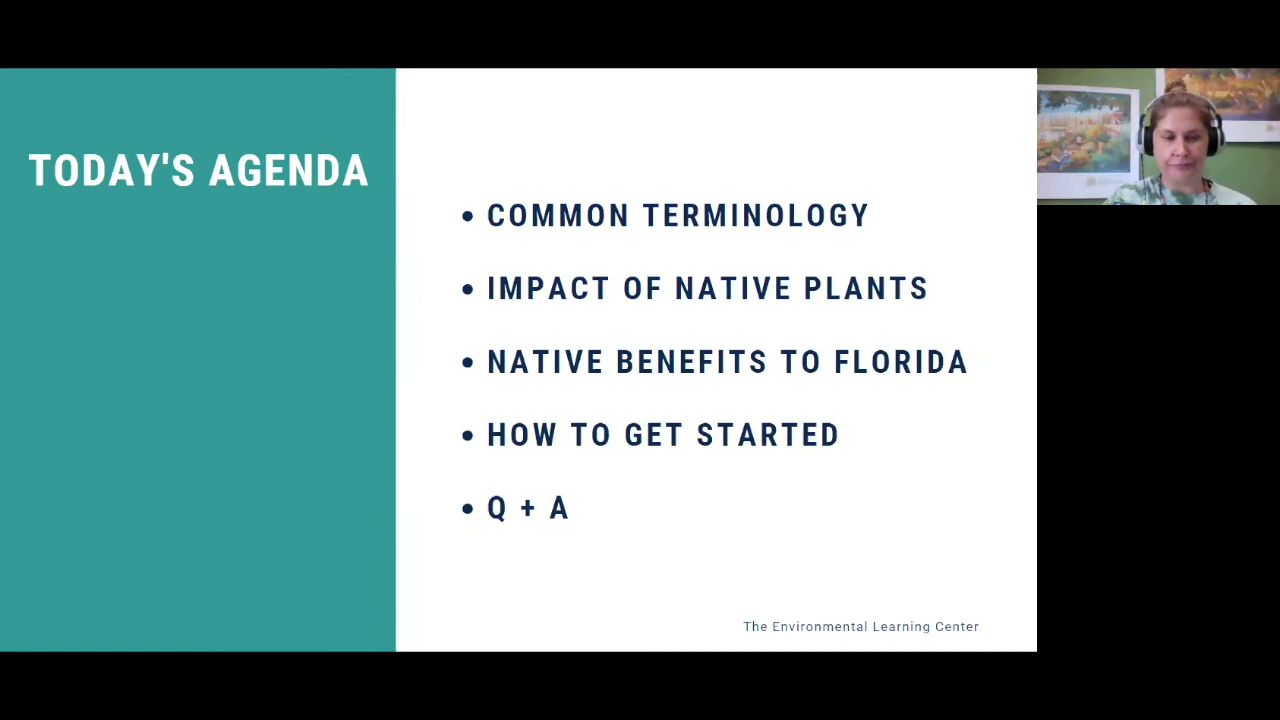 TODAY'S AGENDA
• COMMON TERMINOLOGY
• IMPACT OF NATIVE PLANTS
• NATIVE BENEFITS TO FLORIDA
• HOW TO GET STARTED
• Q + A
The Environmental Learning Center